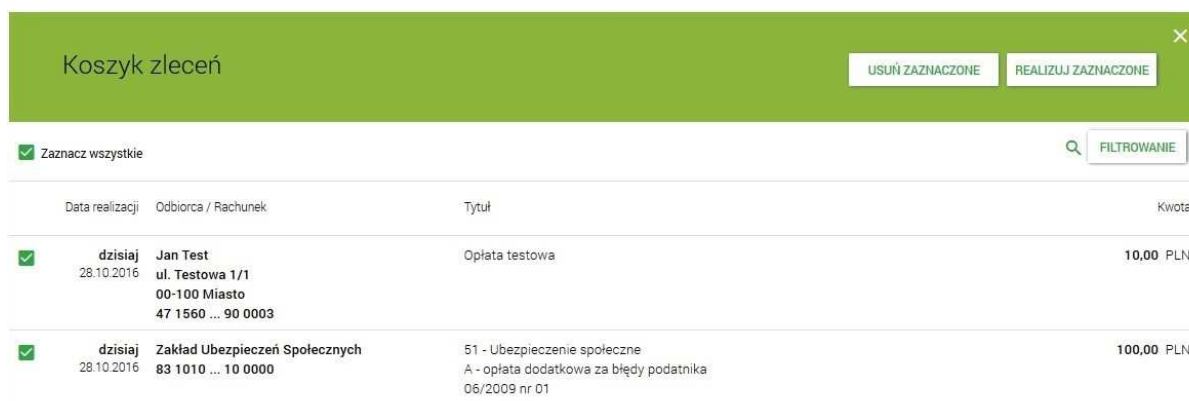 Koszyk zleceń
USUŃ ZAZNACZONE
REALIZUJ ZAZNACZONE
Zaznacz wszystkie
FILTROWANIE
Data realizacji Odbiorca / Rachunek Tytuł Kwota
dzisiaj Jan Test Opłata testowa 10,00 PLN
28.10.2016 ul. Testowa 1/1
00-100 Miasto
47 1560 ... 90 0003
dzisiaj Zakład Ubezpieczeń Społecznych 51 - Ubezpieczenie społeczne 100,00 PLN
28.10.2016 83 1010 ... 10 0000 A - opłata dodatkowa za błędy podatnika
06/2009 nr 01